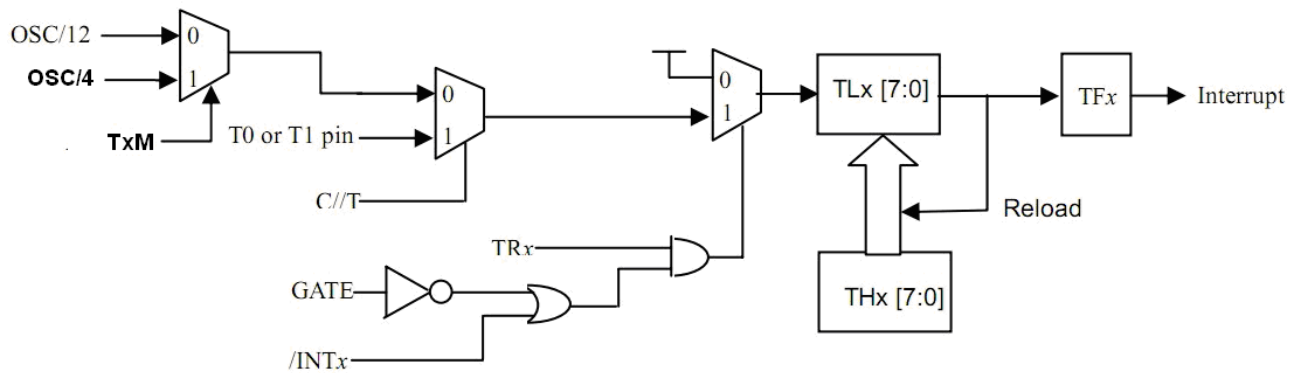 OSC/12
0
OSC/4
1
TxM
0
T0 or T1 pin
1
C//T
0
1
TLx [7:0]
TFx
Interrupt
Reload
TRx
GATE
THx [7:0]
/INTx